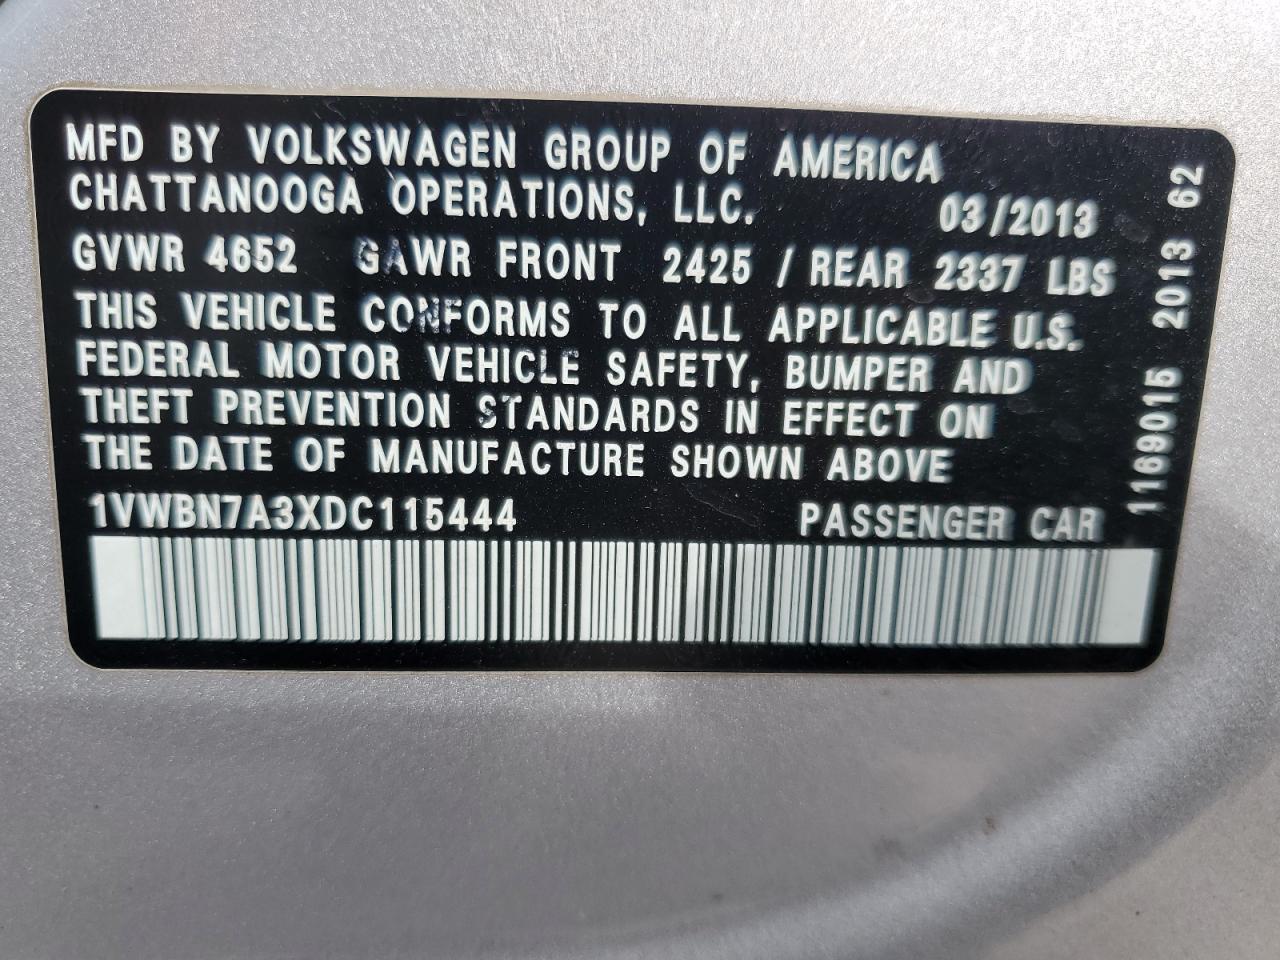 MFD BY VOLKSWAGEN GROUP OF AMERICA
CHATTANOOGA OPERATIONS, LLC. 03/2013
GVWR 4652 GAWR FRONT 2425 / REAR 2337 LBS
THIS VEHICLE CONFORMS TO ALL APPLICABLE U.S.
FEDERAL MOTOR VEHICLE SAFETY, BUMPER AND
THEFT PREVENTION STANDARDS IN EFFECT ON
THE DATE OF MANUFACTURE SHOWN ABOVE
1VWBN7A3XDC115444 PASSENGER CAR
1169015 2013 62